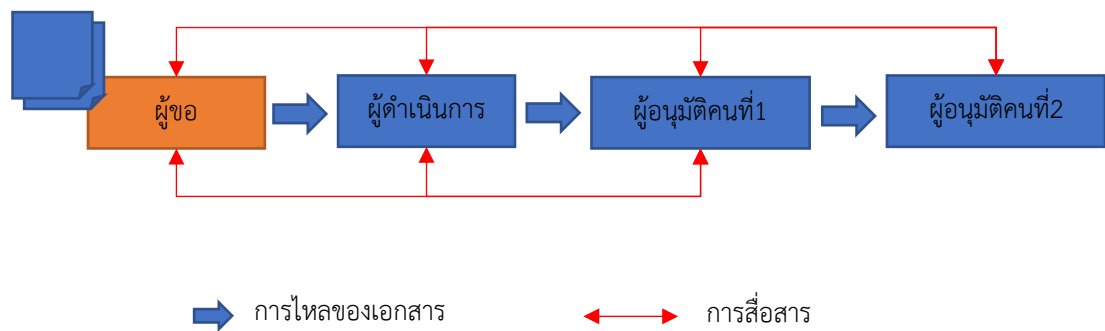 ผู้ขอ
ผู้ดำเนินการ
ผู้อนุมัติคนที่1
ผู้อนุมัติคนที่2
การไหลของเอกสาร
การสื่อสาร